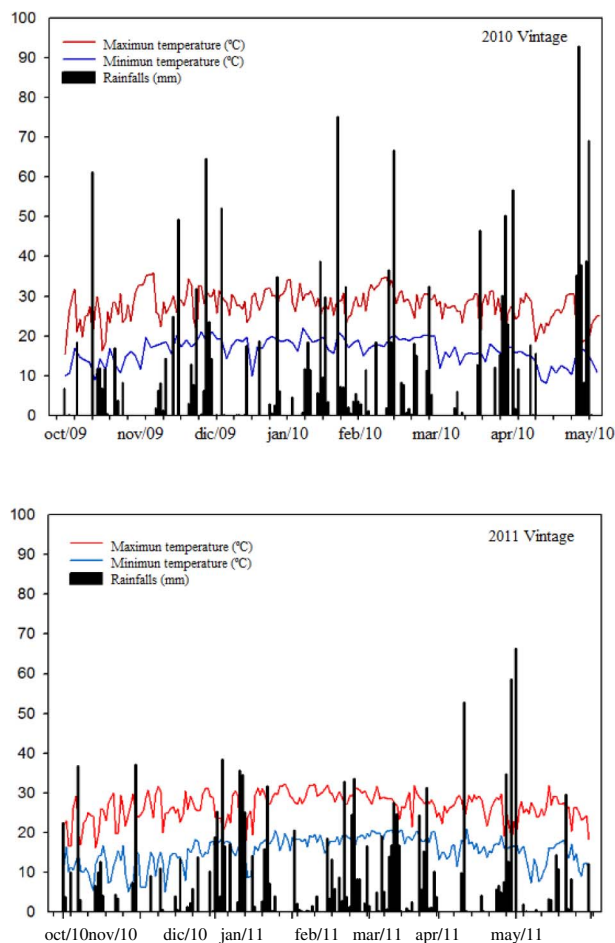 100
2010 Vintage
90
Maximun temperature (ºC)
Minimun temperature (ºC)
Rainfalls (mm)
80
70
60
50
40
30
20
10
0
oct/09 nov/09 dic/09 jan/10 feb/10 mar/10 apr/10 may/10
100
2011 Vintage
90
Maximun temperature (ºC)
Minimun temperature (ºC)
Rainfalls (mm)
80
70
60
50
40
30
20
10
0
oct/10 nov/10 dic/10 jan/11 feb/11 mar/11 apr/11 may/11